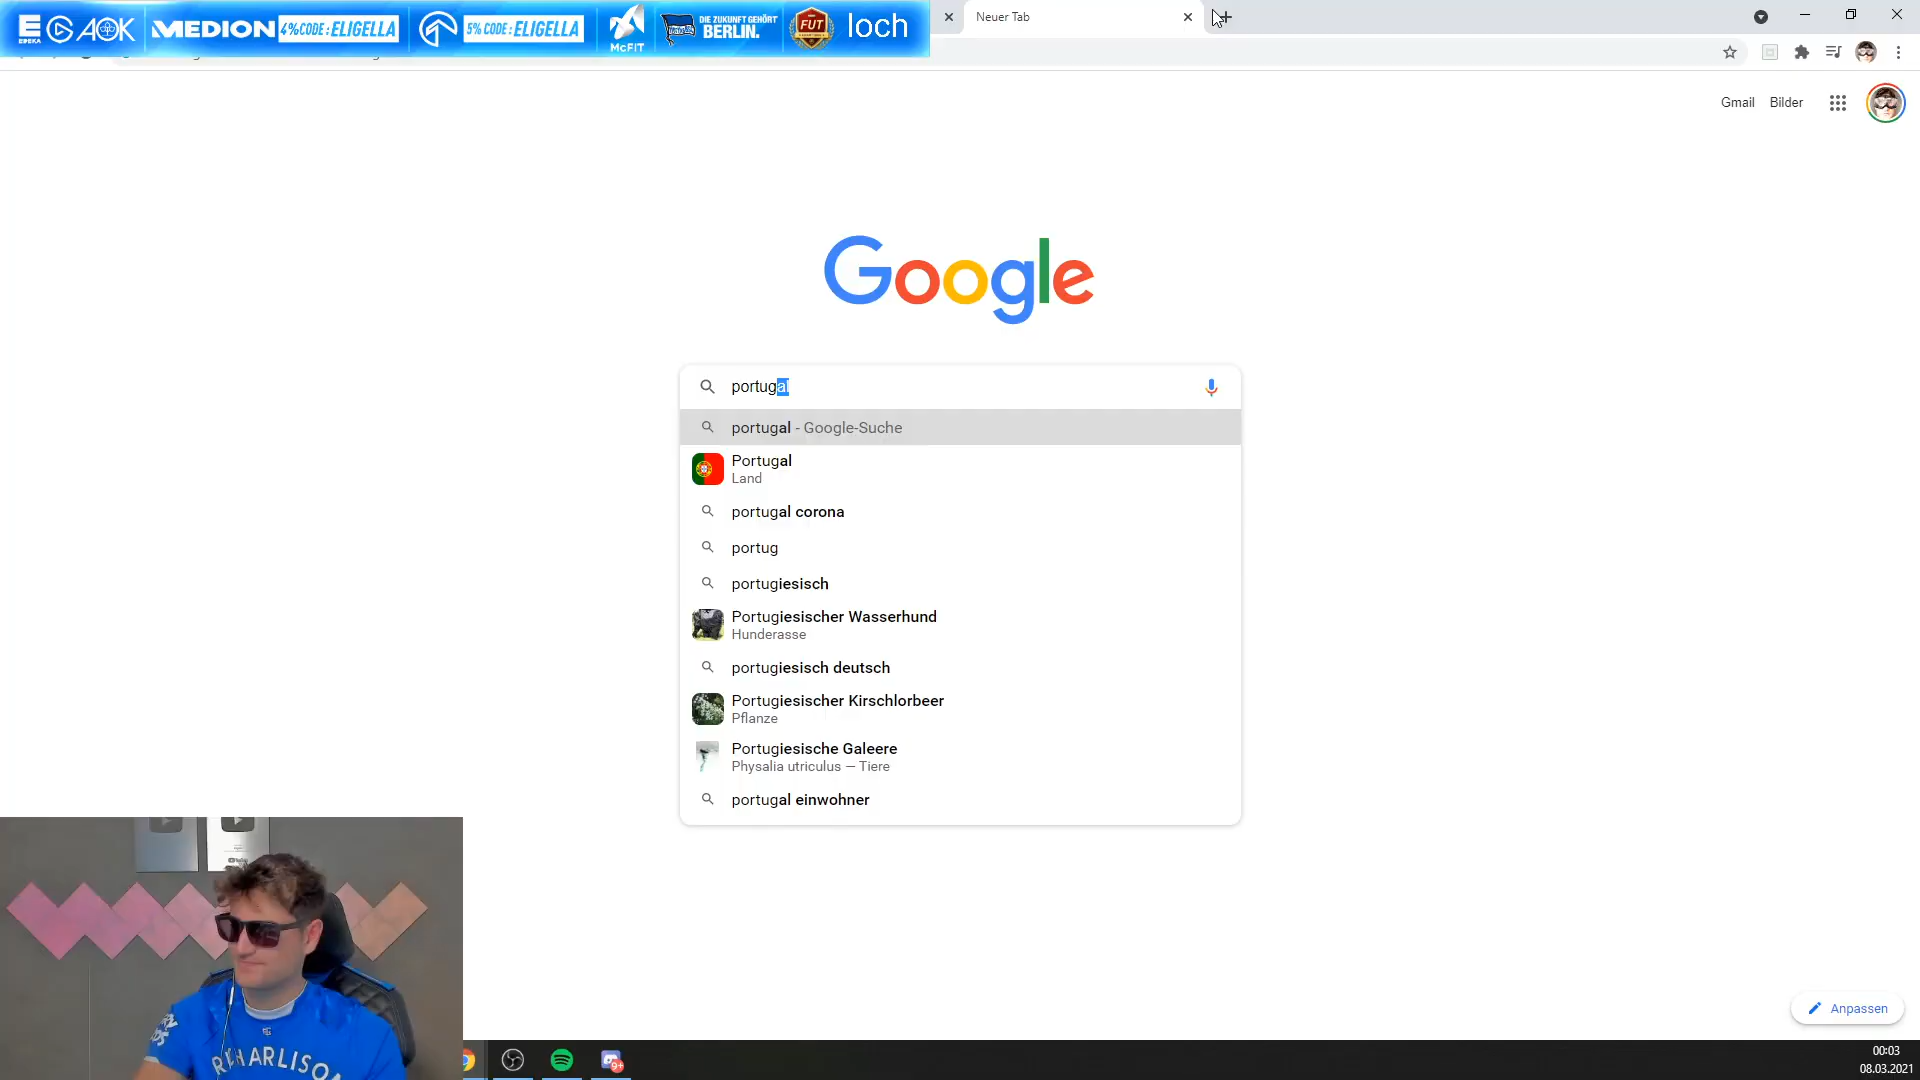 EDEKA
AOK
MEDION 4%CODE: ELIGELLA
5% CODE: ELIGELLA
McFIT
DIE ZUKUNFT GEHÖRT
BERLIN.
FUT
loch
Neuer Tab
Gmail
Bilder
Google
portugal
portugal - Google-Suche
Portugal
Land
portugal corona
portug
portugiesisch
Portugiesischer Wasserhund
Hunderasse
portugiesisch deutsch
Portugiesischer Kirschlorbeer
Pflanze
Portugiesische Galeere
Physalia utriculus — Tiere
portugal einwohner
RICHARLISON
Anpassen
9+
00:03
08.03.2021